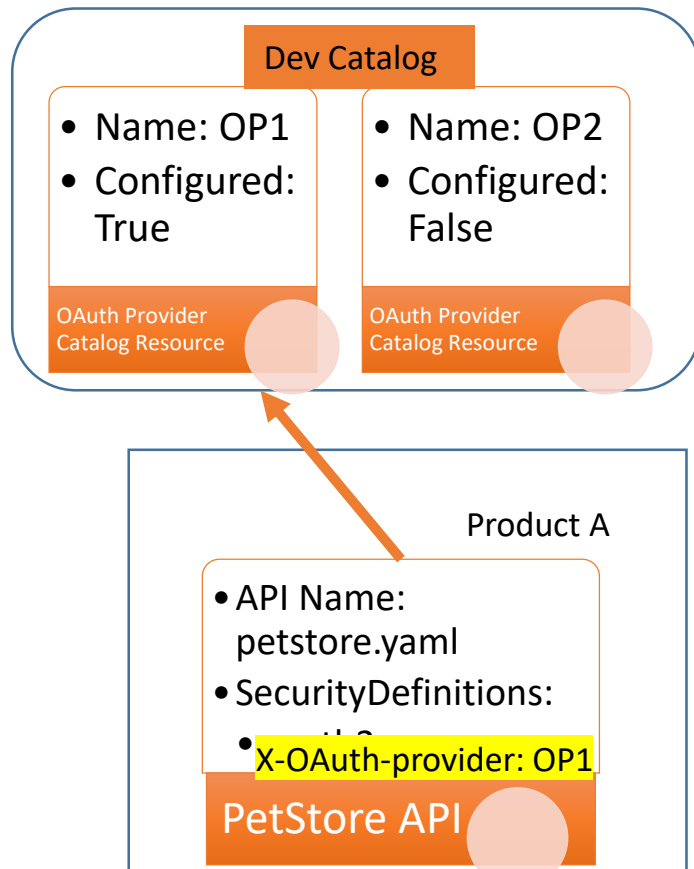 Dev Catalog
• Name: OP1
• Configured:
True
OAuth Provider
Catalog Resource
• Name: OP2
• Configured:
False
OAuth Provider
Catalog Resource
Product A
• API Name:
petstore.yaml
• SecurityDefinitions:
X-OAuth-provider: OP1
PetStore API